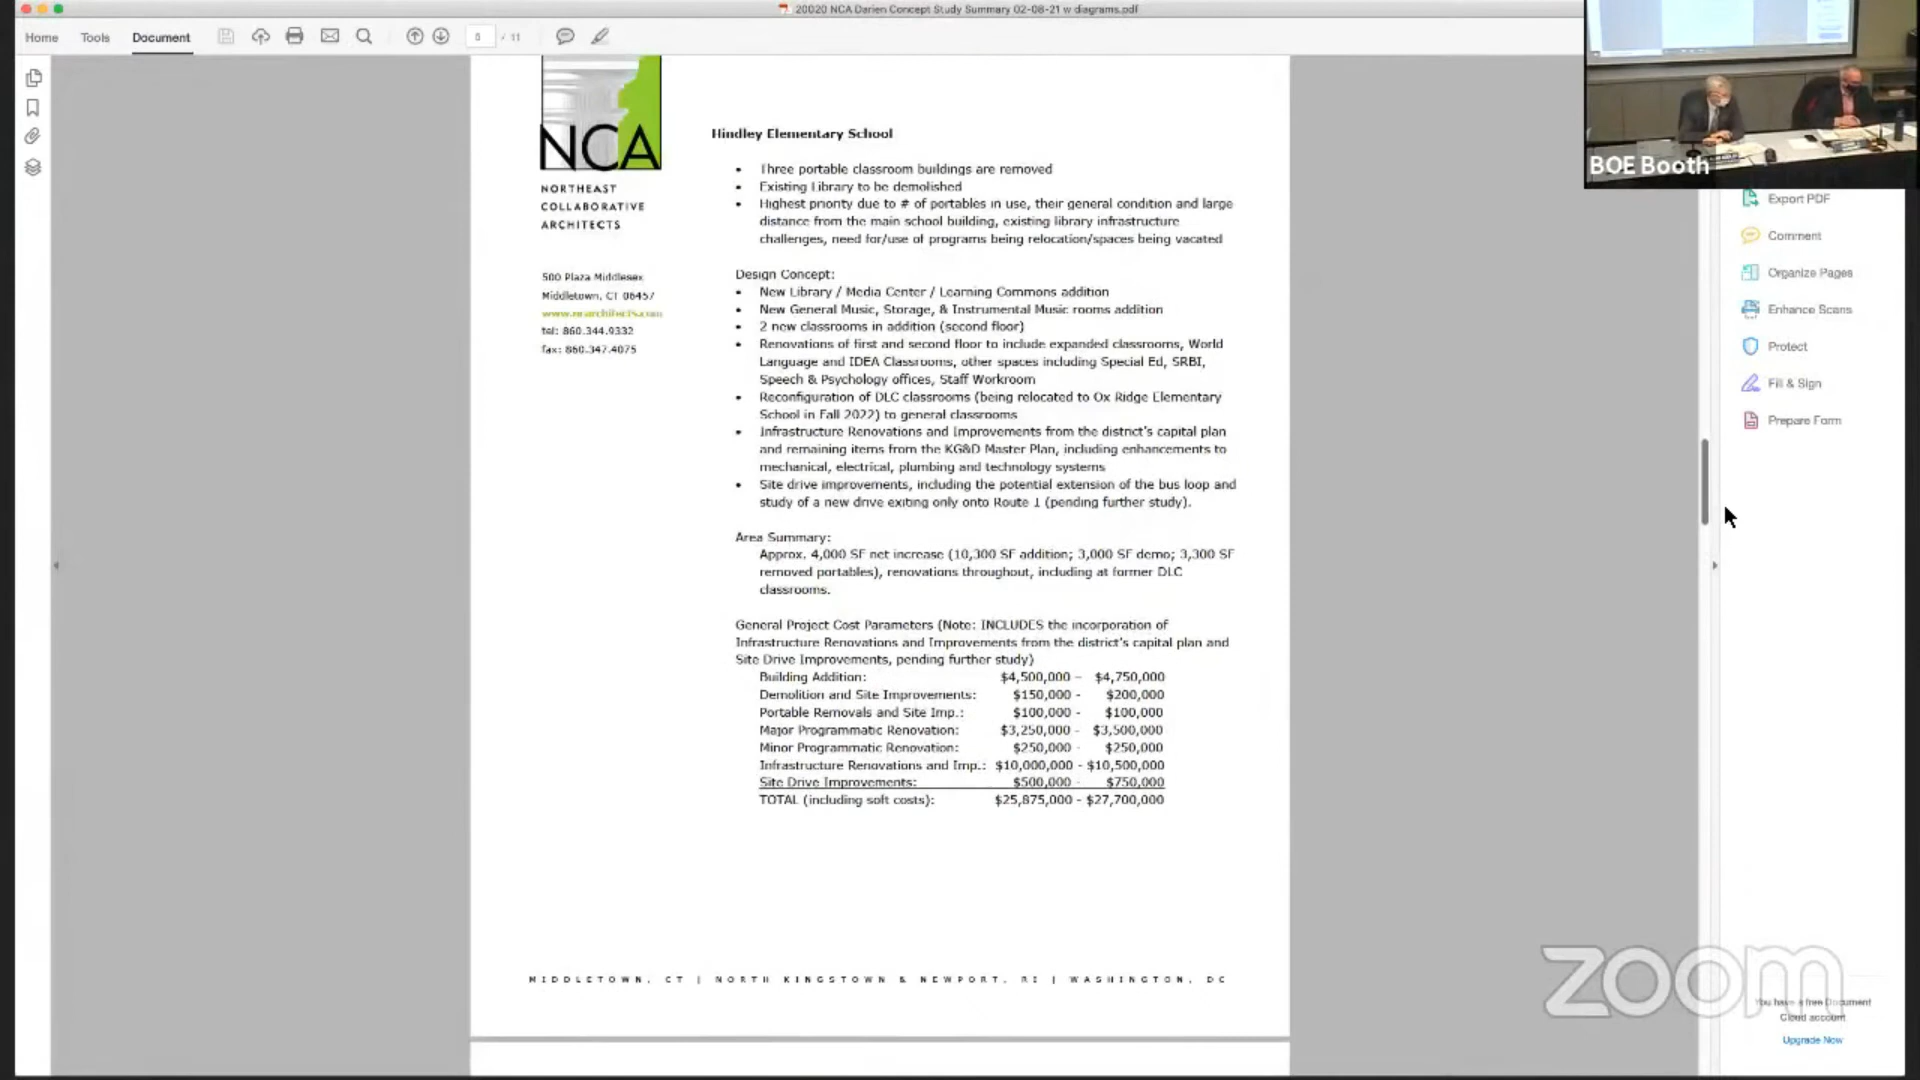 20020 NCA Darien Concept Study Summary 02-08-21 w diagrams.pdf
Home Tools Document / 11
BOE Booth
NCA
NORTHEAST
COLLABORATIVE
ARCHITECTS
500 Plaza Middlesex
Middletown, CT 06457
www.ncarchitects.com
tel: 860.344.9332
fax: 860.347.4075
Hindley Elementary School
• Three portable classroom buildings are removed
• Existing Library to be demolished
• Highest priority due to # of portables in use, their general condition and large
distance from the main school building, existing library infrastructure
challenges, need for/use of programs being relocation/spaces being vacated
Design Concept:
• New Library / Media Center / Learning Commons addition
• New General Music, Storage, & Instrumental Music rooms addition
• 2 new classrooms in addition (second floor)
• Renovations of first and second floor to include expanded classrooms, World
Language and IDEA Classrooms, other spaces including Special Ed, SRBI,
Speech & Psychology offices, Staff Workroom
• Reconfiguration of DLC classrooms (being relocated to Ox Ridge Elementary
School in Fall 2022) to general classrooms
• Infrastructure Renovations and Improvements from the district's capital plan
and remaining items from the KG&D Master Plan, including enhancements to
mechanical, electrical, plumbing and technology systems
• Site drive improvements, including the potential extension of the bus loop and
study of a new drive exiting only onto Route 1 (pending further study).
Area Summary:
Approx. 4,000 SF net increase (10,300 SF addition; 3,000 SF demo; 3,300 SF
removed portables), renovations throughout, including at former DLC
classrooms.
General Project Cost Parameters (Note: INCLUDES the incorporation of
Infrastructure Renovations and Improvements from the district's capital plan and
Site Drive Improvements, pending further study)
Building Addition: $4,500,000 – $4,750,000
Demolition and Site Improvements: $150,000 - $200,000
Portable Removals and Site Imp.: $100,000 - $100,000
Major Programmatic Renovation: $3,250,000 - $3,500,000
Minor Programmatic Renovation: $250,000 - $250,000
Infrastructure Renovations and Imp.: $10,000,000 - $10,500,000
Site Drive Improvements: $500,000 - $750,000
TOTAL (including soft costs): $25,875,000 - $27,700,000
MIDDLETOWN, CT | NORTH KINGSTOWN & NEWPORT, RI | WASHINGTON, DC
Export PDF
Comment
Organize Pages
Enhance Scans
Protect
Fill & Sign
Prepare Form
zoom
You have a free Document
Cloud account
Upgrade Now